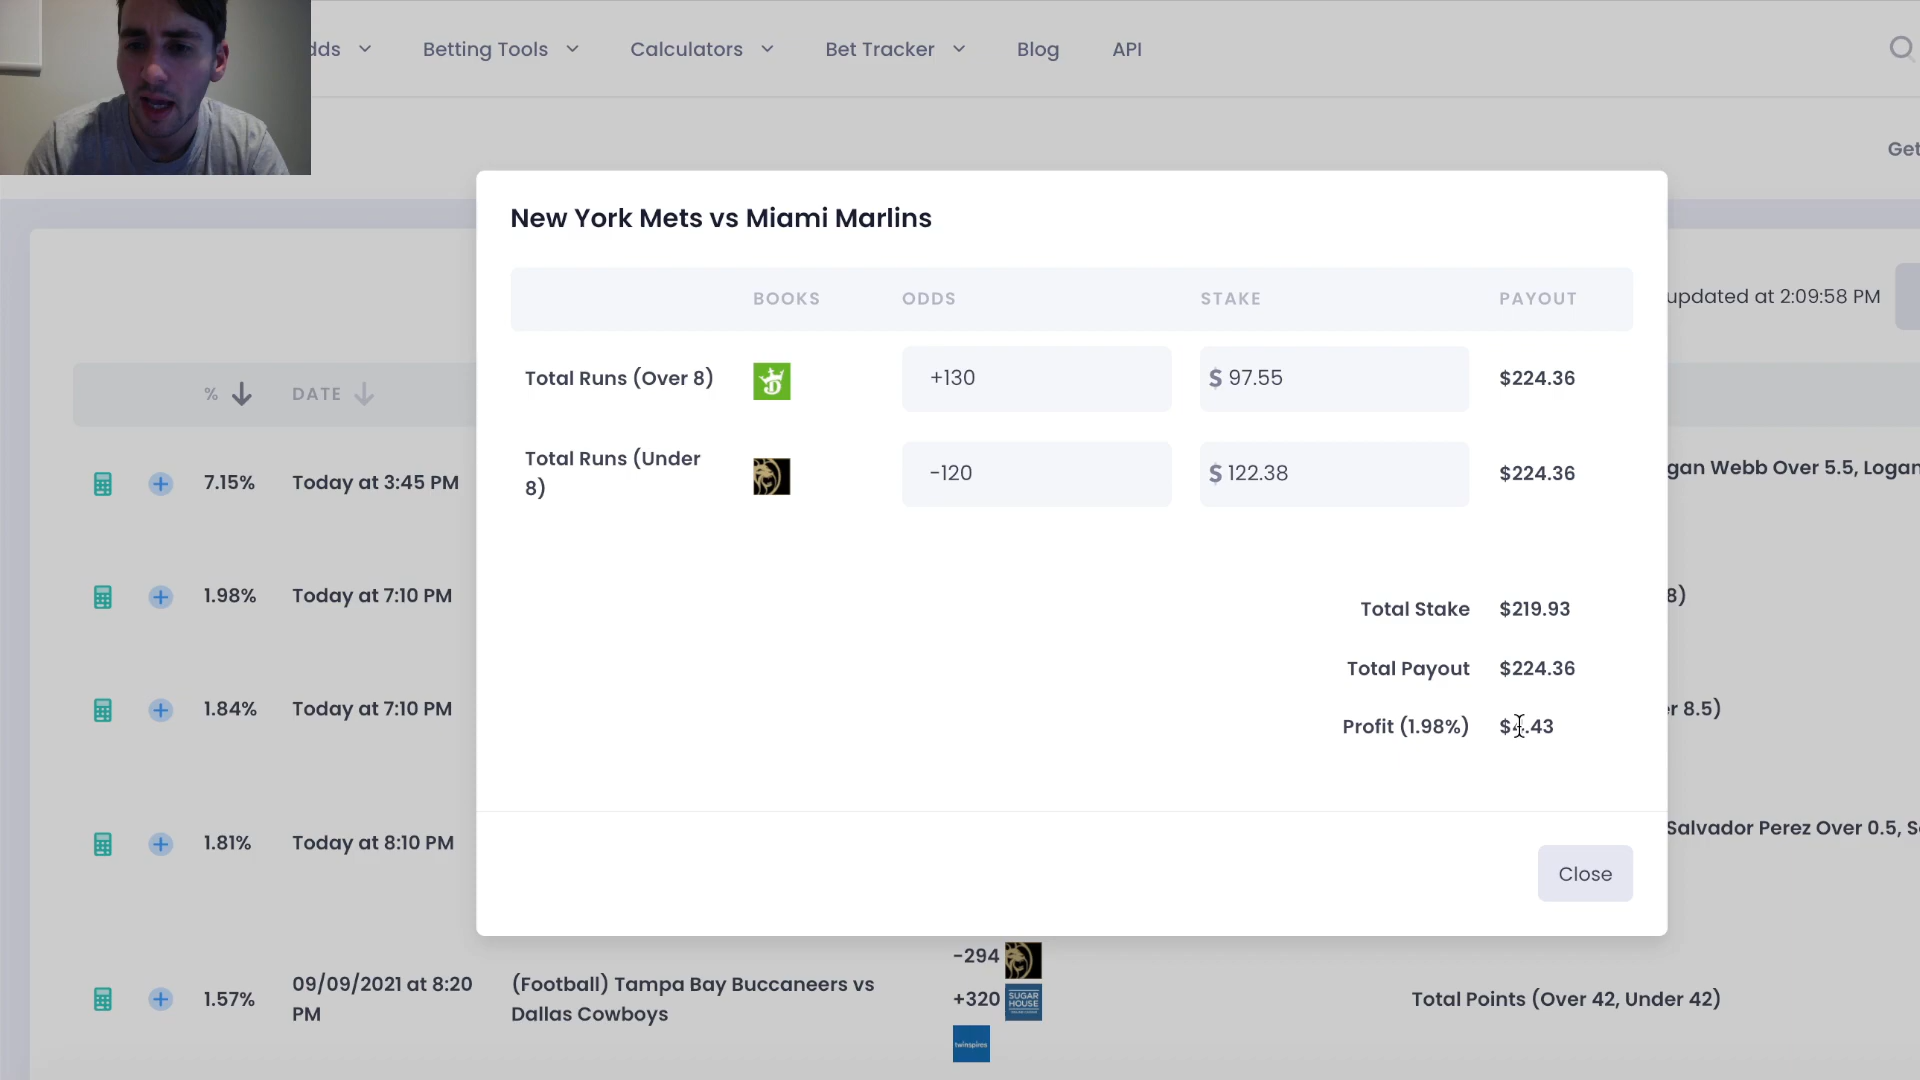 dds Betting Tools Calculators Bet Tracker Blog API
Get
New York Mets vs Miami Marlins
BOOKS ODDS STAKE PAYOUT
updated at 2:09:58 PM
Total Runs (Over 8) +130 $ 97.55 $224.36
% DATE
Total Runs (Under
8) -120 $ 122.38 $224.36
7.15% Today at 3:45 PM
gan Webb Over 5.5, Logan
1.98% Today at 7:10 PM
8)
Total Stake $219.93
Total Payout $224.36
1.84% Today at 7:10 PM
r 8.5)
Profit (1.98%) $4.43
1.81% Today at 8:10 PM
Salvador Perez Over 0.5, S
Close
1.57% 09/09/2021 at 8:20
PM
(Football) Tampa Bay Buccaneers vs
Dallas Cowboys
-294
+320 SUGAR
HOUSE
twinspires
Total Points (Over 42, Under 42)